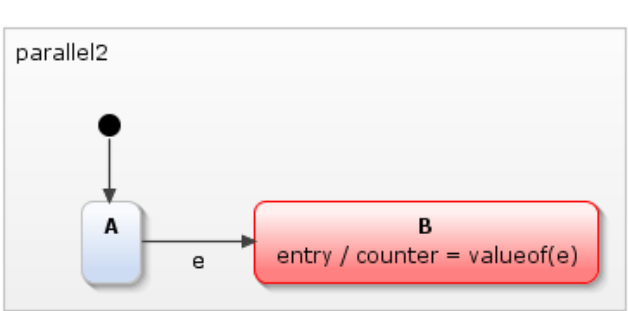 parallel2
A
B
entry / counter = valueof(e)
e